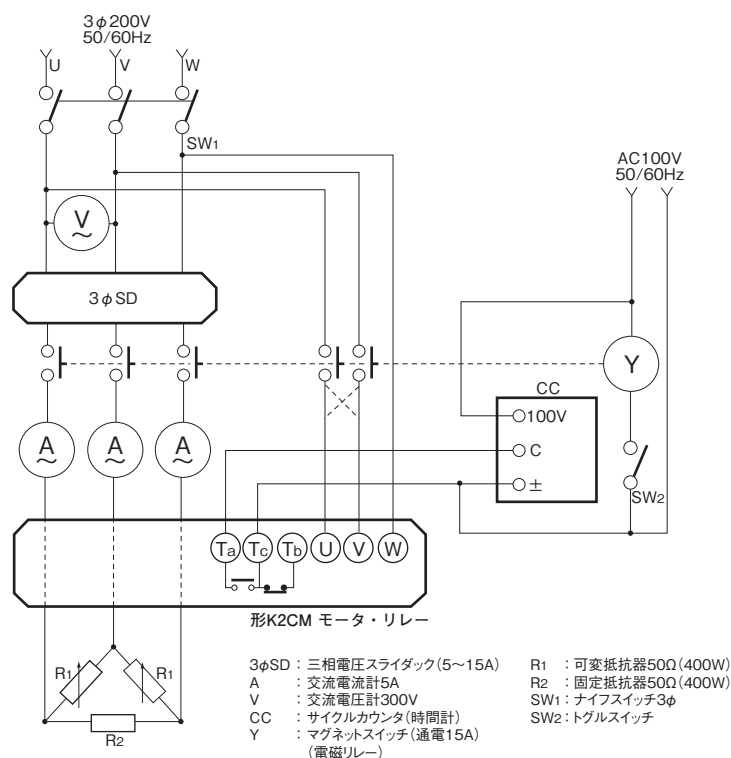 3φ200V
50/60Hz
U V W
SW1
AC100V
50/60Hz
V
～
3φSD
Y
CC
100V
C
±
SW2
A
～
A
～
A
～
Ta Tc Tb U V W
形K2CM モータ・リレー
R1 R1
R2
3φSD：三相電圧スライダック(5～15A)
A：交流電流計5A
V：交流電圧計300V
CC：サイクルカウンタ(時間計)
Y：マグネットスイッチ(通電15A)
(電磁リレー)
R1：可変抵抗器50Ω(400W)
R2：固定抵抗器50Ω(400W)
SW1：ナイフスイッチ3φ
SW2：トグルスイッチ